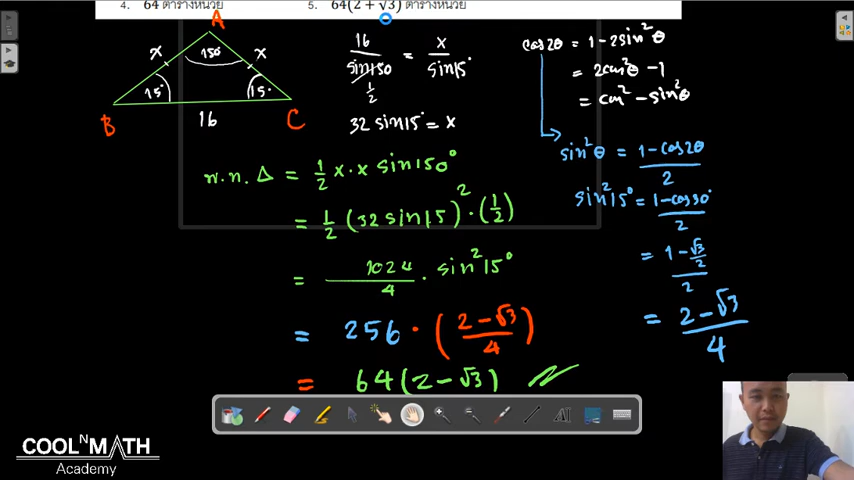 4. 64 ตารางหน่วย
5. 64(2 + √3) ตารางหน่วย
A
x
150
x
15°
15°
B
16
C
16/sin150 = x/sin15°
1/2
32 sin15° = x
พ.ท. Δ = 1/2 x·x sin150°
= 1/2 (32 sin15)² · (1/2)
= 1024/4 · sin²15°
= 256 · (2-√3/4)
= 64(2-√3)
cos2θ = 1-2sin²θ
= 2cos²θ -1
= cos² - sin²θ
sin²θ = 1-cos2θ/2
sin²15° = 1-cos30°/2
= 1-√3/2/2
= 2-√3/4
AI
COOL N MATH
Academy